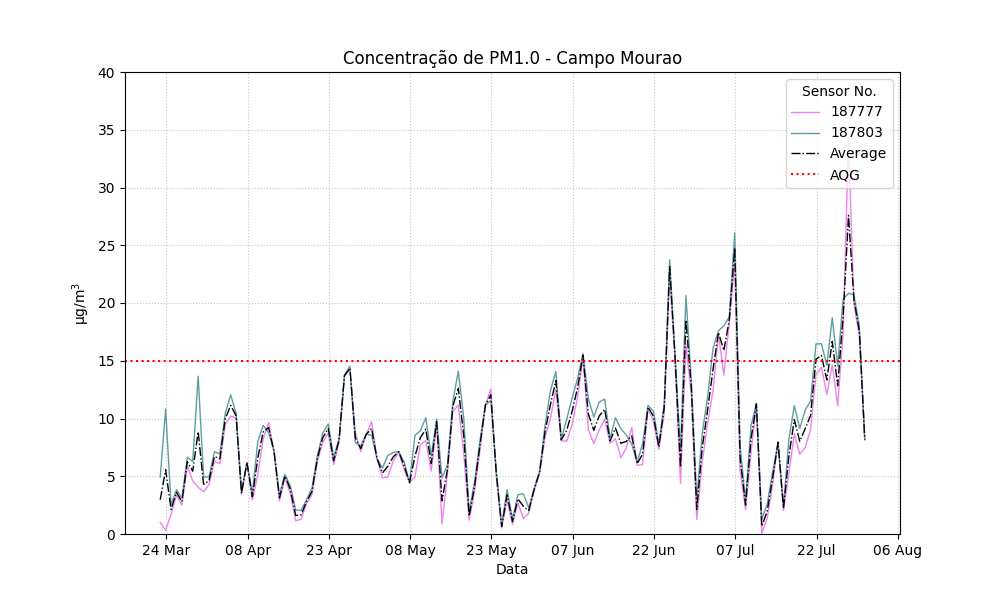 Concentração de PM1.0 - Campo Mourao
Sensor No.
187777
187803
Average
AQG
40
35
30
25
20
15
10
5
0
µg/m³
24 Mar 08 Apr 23 Apr 08 May 23 May 07 Jun 22 Jun 07 Jul 22 Jul 06 Aug
Data